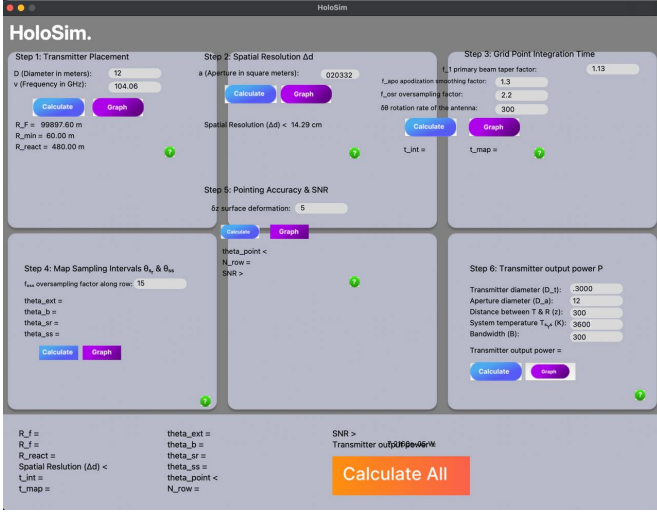 HoloSim
HoloSim.
Step 1: Transmitter Placement
D (Diameter in meters): 12
ν (Frequency in GHz): 104.06
Calculate Graph
R_F = 99897.60 m
R_min = 60.00 m
R_react = 480.00 m
?
Step 2: Spatial Resolution Δd
a (Aperture in square meters): 020332
Calculate Graph
Spatial Resolution (Δd) < 14.29 cm
?
Step 3: Grid Point Integration Time
f_1 primary beam taper factor: 1.13
f_apo apodization smoothing factor: 1.3
f_osr oversampling factor: 2.2
δθ rotation rate of the antenna: 300
Calculate Graph
t_int = t_map =
?
Step 4: Map Sampling Intervals θsr & θss
oversampling factor along row: 15
theta_ext =
theta_b =
theta_sr =
theta_ss =
Calculate Graph
?
Step 5: Pointing Accuracy & SNR
δz surface deformation: 5
Calculate Graph
theta_point <
N_row =
SNR >
?
Step 6: Transmitter output power P
Transmitter diameter (D_t): .3000
Aperture diameter (D_a): 12
Distance between T & R (z): 300
System temperature Tsys (K): 3600
Bandwidth (B): 300
Transmitter output power =
Calculate Graph
?
R_f =
R_f =
R_react =
Spatial Reslution (Δd) <
t_int =
t_map =
theta_ext =
theta_b =
theta_sr =
theta_ss =
theta_point <
N_row =
SNR >
Transmitter output power =
Calculate All